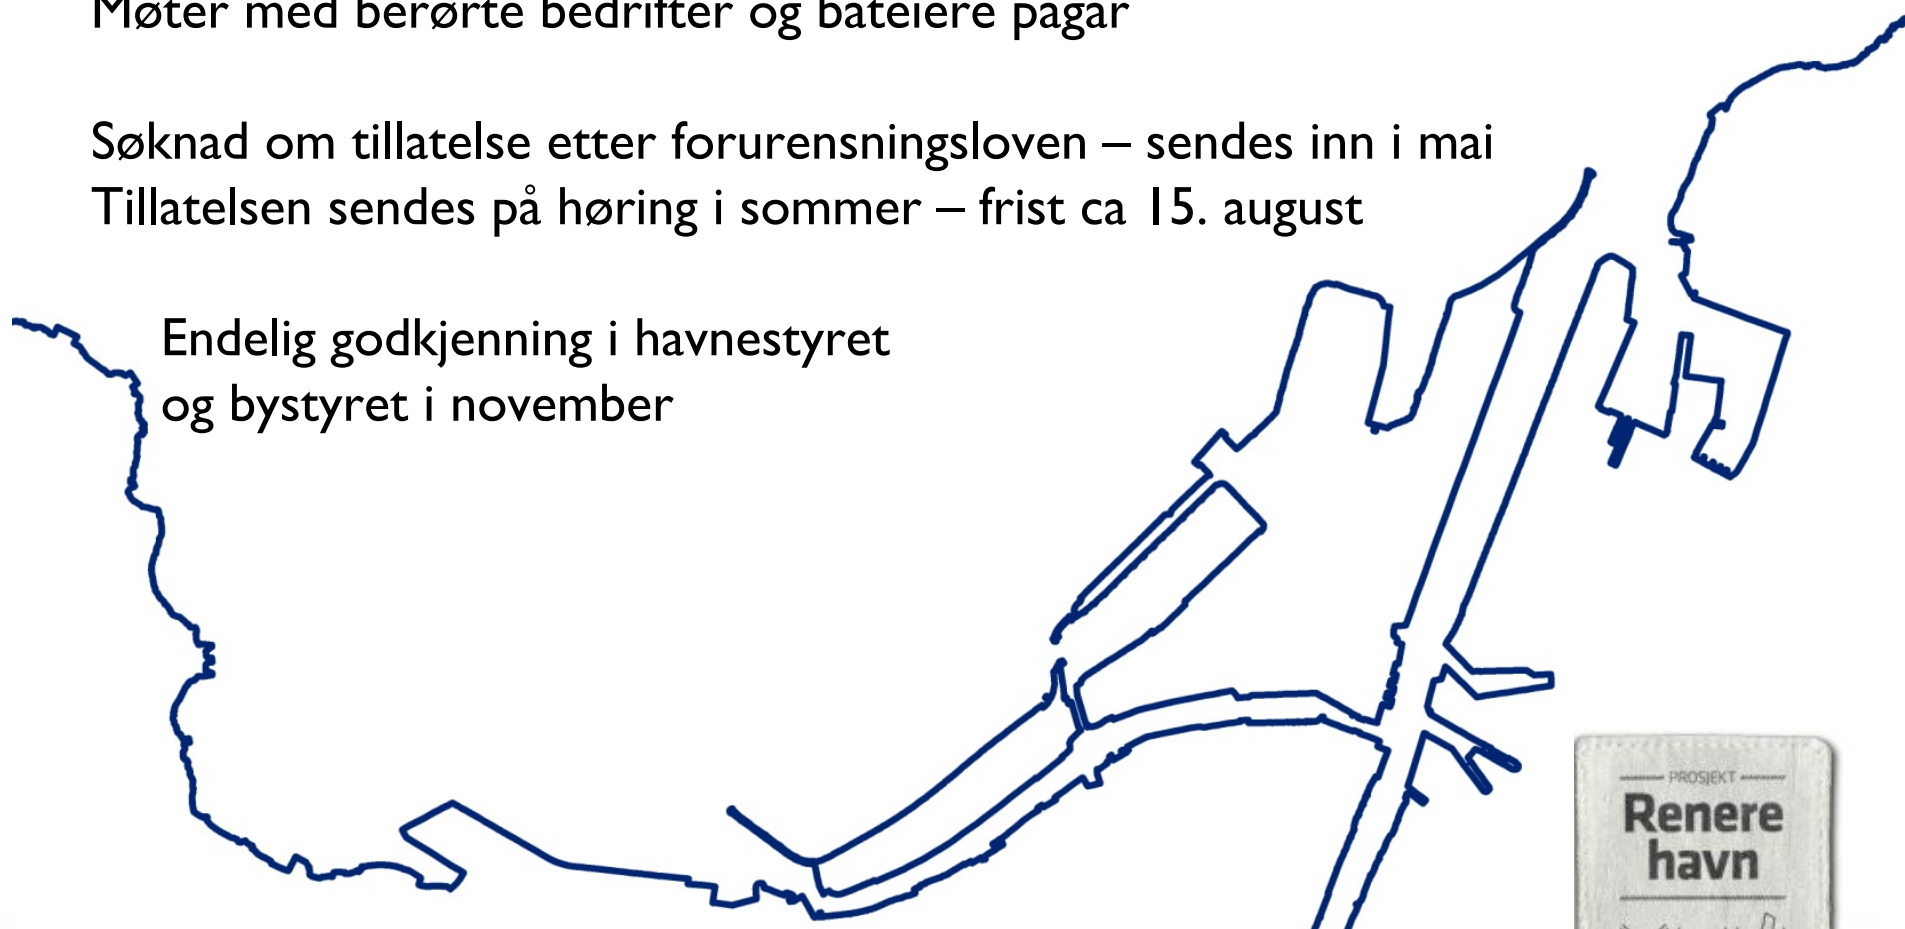 Møter med berørte bedrifter og båteiere pågår
Søknad om tillatelse etter forurensningsloven – sendes inn i mai
Tillatelsen sendes på høring i sommer – frist ca 15. august
Endelig godkjenning i havnestyret
og bystyret i november
PROSJEKT
Renere
havn